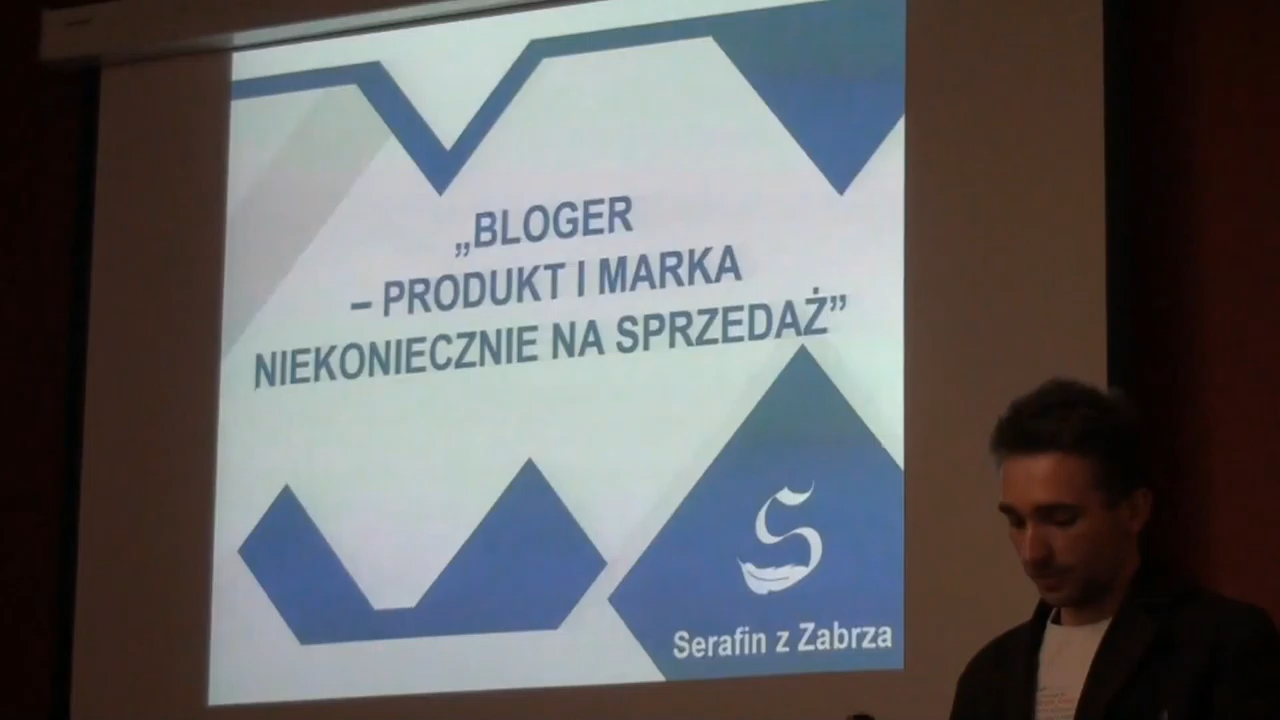 „BLOGER
– PRODUKT I MARKA
NIEKONIECZNIE NA SPRZEDAŻ”
S
Serafin z Zabrza